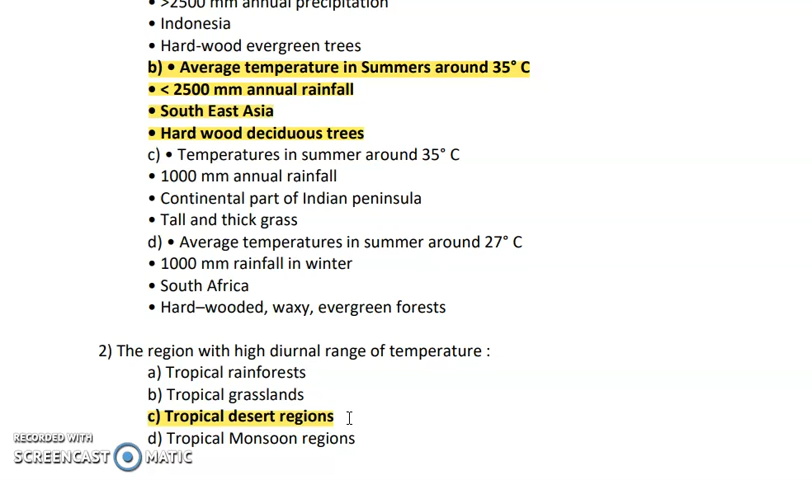 • >2500 mm annual precipitation
• Indonesia
• Hard-wood evergreen trees
b) • Average temperature in Summers around 35° C
• < 2500 mm annual rainfall
• South East Asia
• Hard wood deciduous trees
c) • Temperatures in summer around 35° C
• 1000 mm annual rainfall
• Continental part of Indian peninsula
• Tall and thick grass
d) • Average temperatures in summer around 27° C
• 1000 mm rainfall in winter
• South Africa
• Hard–wooded, waxy, evergreen forests
2) The region with high diurnal range of temperature :
a) Tropical rainforests
b) Tropical grasslands
c) Tropical desert regions
d) Tropical Monsoon regions
RECORDED WITH
SCREENCAST MATIC